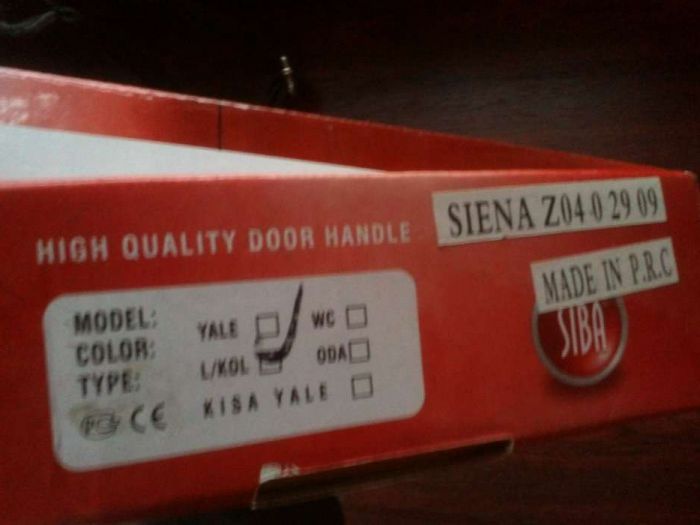 HIGH QUALITY DOOR HANDLE
SIENA Z04-0 29 09
MADE IN P.R.C
SIBA
MODEL:
COLOR:
TYPE:
CE
YALE
WC
L/KOL
ODA
KISA YALE